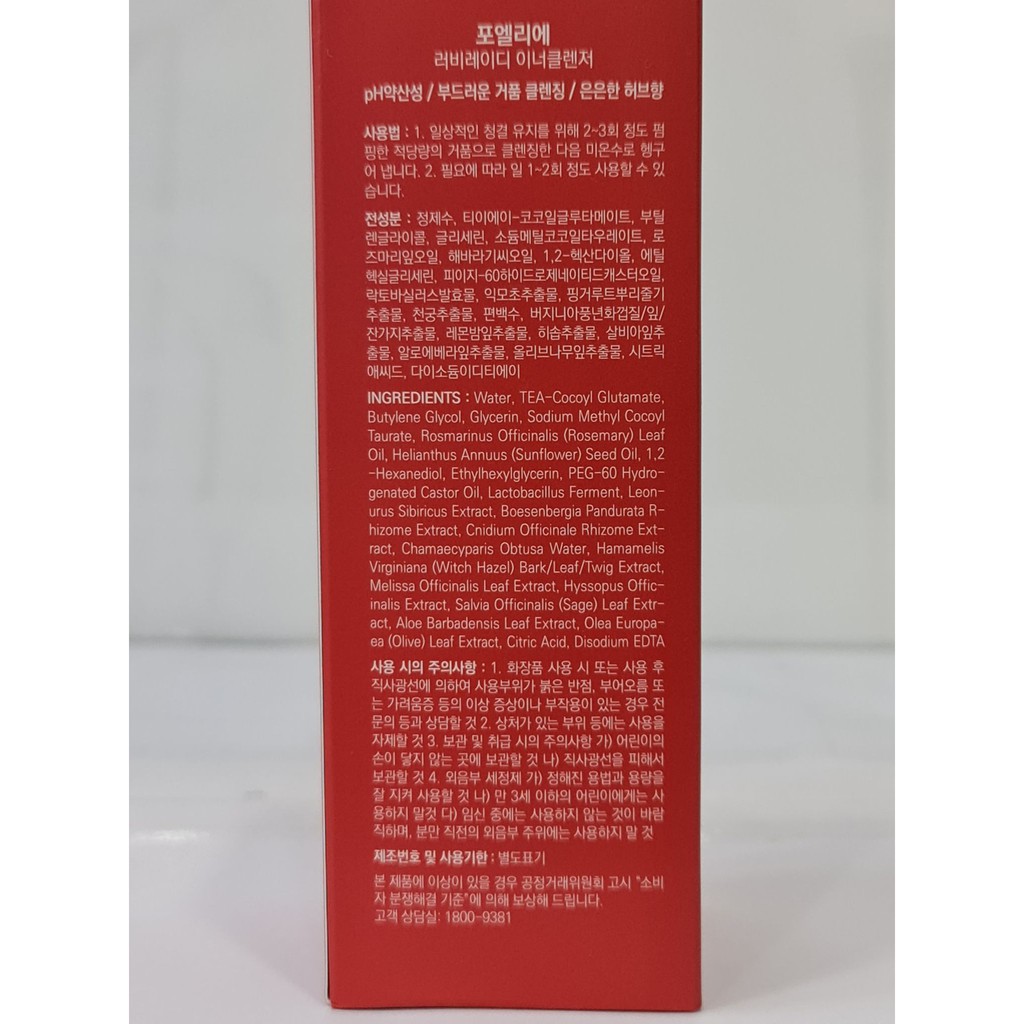 포엘리에
러비레이디 이너클렌저
pH약산성 / 부드러운 거품 클렌징 / 은은한 허브향
사용법 : 1. 일상적인 청결 유지를 위해 2~3회 정도 펌
핑한 적당량의 거품으로 클렌징한 다음 미온수로 헹구
어 냅니다. 2. 필요에 따라 일 1~2회 정도 사용할 수 있
습니다.
전성분 : 정제수, 티이에이-코코일글루타메이트, 부틸
렌글라이콜, 글리세린, 소듐메틸코코일타우레이트, 로
즈마리잎오일, 해바라기씨오일, 1,2-헥산다이올, 에틸
헥실글리세린, 피이지-60하이드로제네이티드캐스터오일,
락토바실러스발효물, 익모초추출물, 핑거루트뿌리줄기
추출물, 천궁추출물, 편백수, 버지니아풍년화껍질/잎/
잔가지추출물, 레몬밤잎추출물, 히솝추출물, 살비아잎추
출물, 알로에베라잎추출물, 올리브나무잎추출물, 시트릭
애씨드, 다이소듐이디티에이
INGREDIENTS : Water, TEA-Cocoyl Glutamate,
Butylene Glycol, Glycerin, Sodium Methyl Cocoyl
Taurate, Rosmarinus Officinalis (Rosemary) Leaf
Oil, Helianthus Annuus (Sunflower) Seed Oil, 1,2
-Hexanediol, Ethylhexylglycerin, PEG-60 Hydro-
genated Castor Oil, Lactobacillus Ferment, Leon-
urus Sibiricus Extract, Boesenbergia Pandurata R-
hizome Extract, Cnidium Officinale Rhizome Ext-
ract, Chamaecyparis Obtusa Water, Hamamelis
Virginiana (Witch Hazel) Bark/Leaf/Twig Extract,
Melissa Officinalis Leaf Extract, Hyssopus Offic-
inalis Extract, Salvia Officinalis (Sage) Leaf Extr-
act, Aloe Barbadensis Leaf Extract, Olea Europa-
ea (Olive) Leaf Extract, Citric Acid, Disodium EDTA
사용 시의 주의사항 : 1. 화장품 사용 시 또는 사용 후
직사광선에 의하여 사용부위가 붉은 반점, 부어오름 또
는 가려움증 등의 이상 증상이나 부작용이 있는 경우 전
문의 등과 상담할 것 2. 상처가 있는 부위 등에는 사용을
자제할 것 3. 보관 및 취급 시의 주의사항 가) 어린이의
손이 닿지 않는 곳에 보관할 것 나) 직사광선을 피해서
보관할 것 4. 외음부 세정제 가) 정해진 용법과 용량을
잘 지켜 사용할 것 나) 만 3세 이하의 어린이에게는 사
용하지 말것 다) 임신 중에는 사용하지 않는 것이 바람
직하며, 분만 직전의 외음부 주위에는 사용하지 말 것
제조번호 및 사용기한 : 별도표기
본 제품에 이상이 있을 경우 공정거래위원회 고시 "소비
자 분쟁해결 기준"에 의해 보상해 드립니다.
고객 상담실: 1800-9381